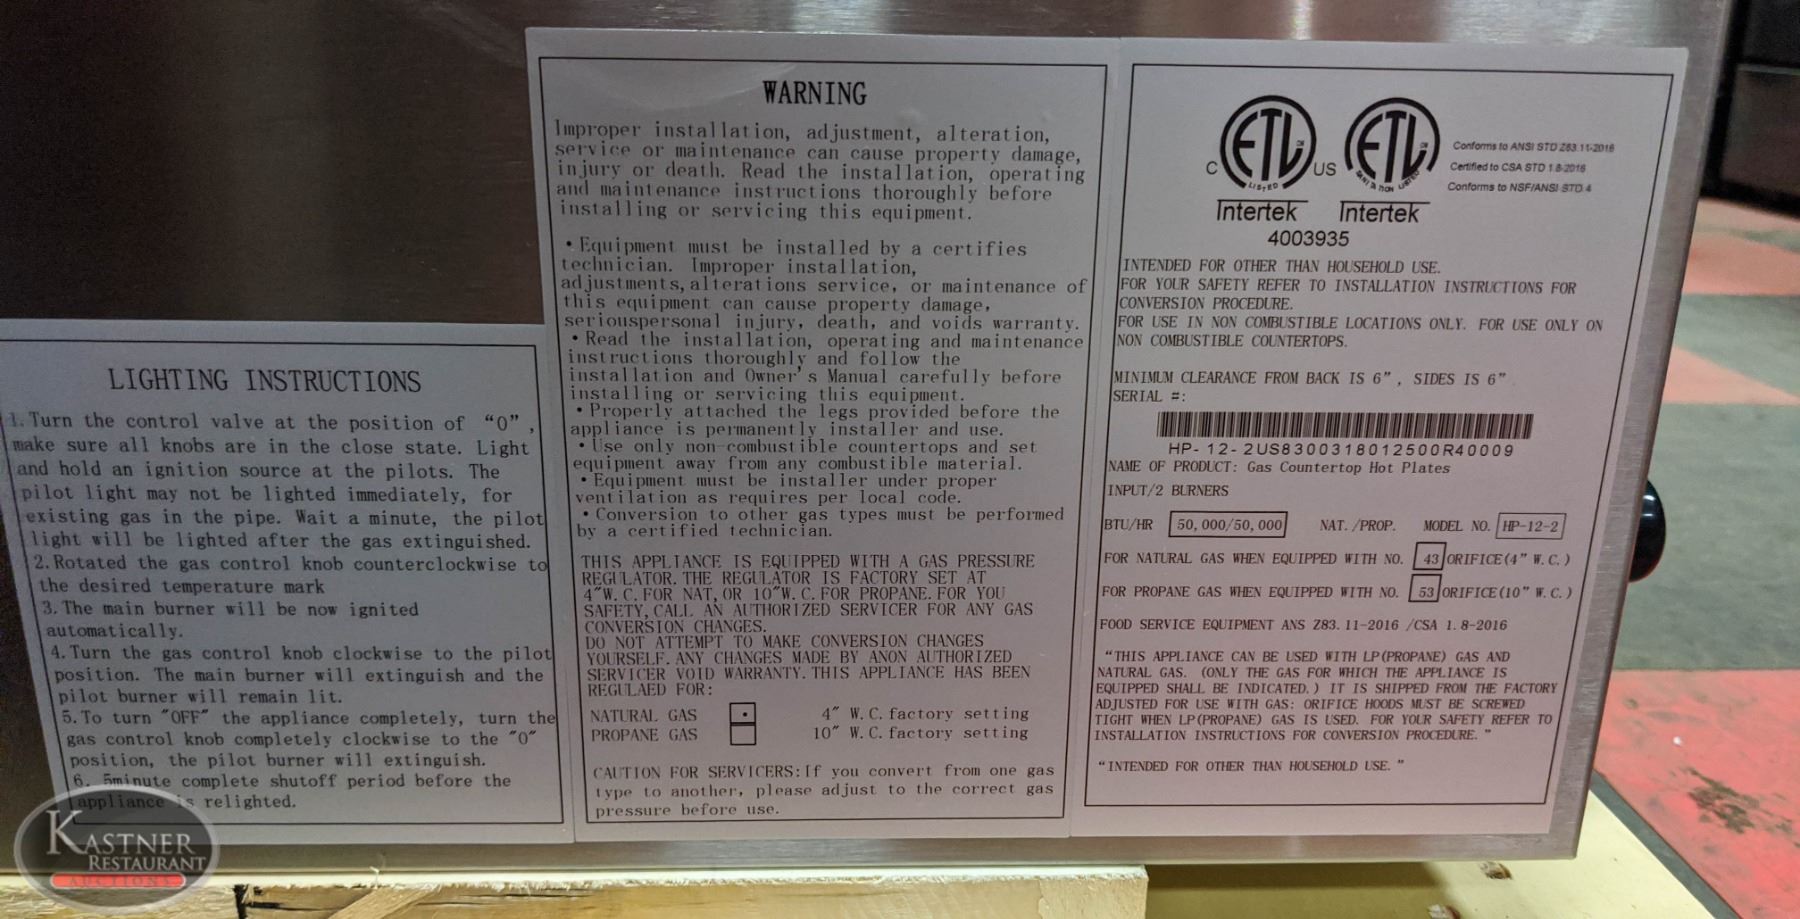 LIGHTING INSTRUCTIONS
1. Turn the control valve at the position of “0”,
make sure all knobs are in the close state. Light
and hold an ignition source at the pilots. The
pilot light may not be lighted immediately, for
existing gas in the pipe. Wait a minute, the pilot
light will be lighted after the gas extinguished.
2. Rotated the gas control knob counterclockwise to
the desired temperature mark
3. The main burner will be now ignited
automatically.
4. Turn the gas control knob clockwise to the pilot
position. The main burner will extinguish and the
pilot burner will remain lit.
5. To turn "OFF" the appliance completely, turn the
gas control knob completely clockwise to the "0"
position, the pilot burner will extinguish.
6. 5minute complete shutoff period before the
appliance is relighted.
WARNING
Improper installation, adjustment, alteration,
service or maintenance can cause property damage,
injury or death. Read the installation, operating
and maintenance instructions thoroughly before
installing or servicing this equipment.
• Equipment must be installed by a certifies
technician. Improper installation,
adjustments, alterations service, or maintenance of
this equipment can cause property damage,
seriouspersonal injury, death, and voids warranty.
• Read the installation, operating and maintenance
instructions thoroughly and follow the
installation and Owner's Manual carefully before
installing or servicing this equipment.
• Properly attached the legs provided before the
appliance is permanently installer and use.
• Use only non-combustible countertops and set
equipment away from any combustible material.
• Equipment must be installer under proper
ventilation as requires per local code.
• Conversion to other gas types must be performed
by a certified technician.
THIS APPLIANCE IS EQUIPPED WITH A GAS PRESSURE
REGULATOR. THE REGULATOR IS FACTORY SET AT
4"W.C. FOR NAT, OR 10"W.C. FOR PROPANE. FOR YOU
SAFETY, CALL AN AUTHORIZED SERVICER FOR ANY GAS
CONVERSION CHANGES.
DO NOT ATTEMPT TO MAKE CONVERSION CHANGES
YOURSELF. ANY CHANGES MADE BY ANON AUTHORIZED
SERVICER VOID WARRANTY. THIS APPLIANCE HAS BEEN
REGULAED FOR:
NATURAL GAS 4" W.C. factory setting
PROPANE GAS 10" W.C. factory setting
CAUTION FOR SERVICERS: If you convert from one gas
type to another, please adjust to the correct gas
pressure before use.
C ETL US ETL
LISTED SANITATION LISTED
Intertek Intertek
4003935
Conforms to ANSI STD Z83.11-2016
Certified to CSA STD 1.8-2016
Conforms to NSF/ANSI STD.4
INTENDED FOR OTHER THAN HOUSEHOLD USE.
FOR YOUR SAFETY REFER TO INSTALLATION INSTRUCTIONS FOR
CONVERSION PROCEDURE.
FOR USE IN NON COMBUSTIBLE LOCATIONS ONLY. FOR USE ONLY ON
NON COMBUSTIBLE COUNTERTOPS.
MINIMUM CLEARANCE FROM BACK IS 6", SIDES IS 6"
SERIAL #:
HP-12-2US8300318012500R40009
NAME OF PRODUCT: Gas Countertop Hot Plates
INPUT/2 BURNERS
BTU/HR 50,000/50,000 NAT./PROP. MODEL NO. HP-12-2
FOR NATURAL GAS WHEN EQUIPPED WITH NO. 43 ORIFICE(4" W.C.)
FOR PROPANE GAS WHEN EQUIPPED WITH NO. 53 ORIFICE(10" W.C.)
FOOD SERVICE EQUIPMENT ANS Z83.11-2016 /CSA 1.8-2016
“THIS APPLIANCE CAN BE USED WITH LP(PROPANE) GAS AND
NATURAL GAS. (ONLY THE GAS FOR WHICH THE APPLIANCE IS
EQUIPPED SHALL BE INDICATED.) IT IS SHIPPED FROM THE FACTORY
ADJUSTED FOR USE WITH GAS: ORIFICE HOODS MUST BE SCREWED
TIGHT WHEN LP(PROPANE) GAS IS USED. FOR YOUR SAFETY REFER TO
INSTALLATION INSTRUCTIONS FOR CONVERSION PROCEDURE.”
“INTENDED FOR OTHER THAN HOUSEHOLD USE.”
KASTNER
RESTAURANT
AUCTIONS